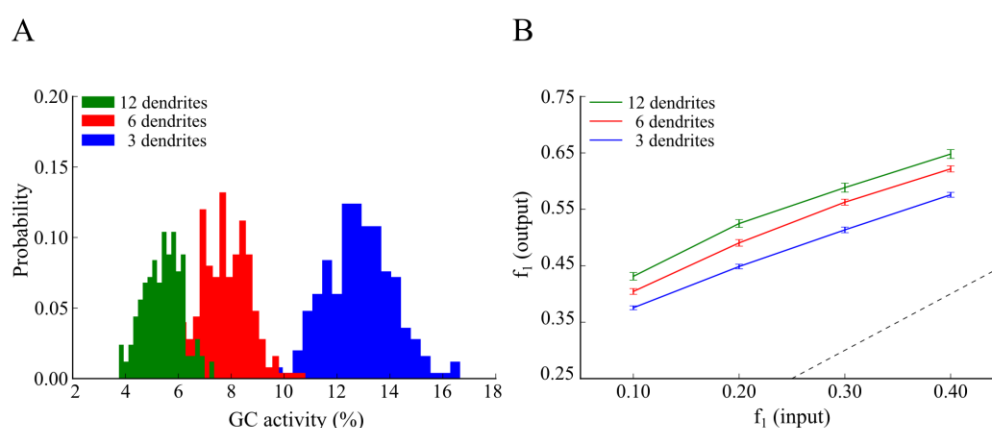 A
0.20
0.15
0.10
0.05
0.00
Probability
12 dendrites
6 dendrites
3 dendrites
2 4 6 8 10 12 14 16 18
GC activity (%)
B
0.75
0.65
0.55
0.45
0.35
0.25
f₁ (output)
12 dendrites
6 dendrites
3 dendrites
0.10 0.20 0.30 0.40
f₁ (input)